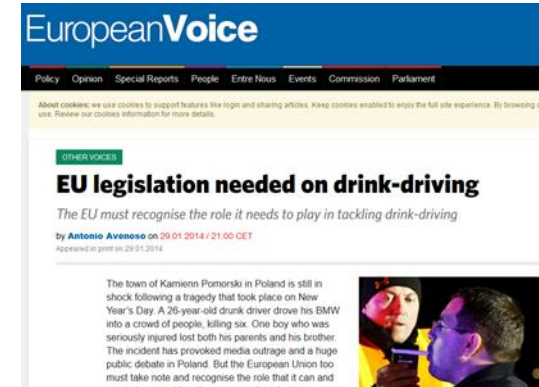 EuropeanVoice
Policy Opinion Special Reports People Entre Nous Events Commission Parliament
About cookies: we use cookies to support features like login and sharing articles. Keep cookies enabled to enjoy the full site experience. By browsing
use. Review our cookies information for more details.
OTHER VOICES
EU legislation needed on drink-driving
The EU must recognise the role it needs to play in tackling drink-driving
by Antonio Avenoso on 29.01.2014 / 21:00 CET
Appeared in print on 29.01.2014
The town of Kamienn Pomorski in Poland is still in
shock following a tragedy that took place on New
Year's Day. A 26-year-old drunk driver drove his BMW
into a crowd of people, killing six. One boy who was
seriously injured lost both his parents and his brother.
The incident has provoked media outrage and a huge
public debate in Poland. But the European Union too
must take note and recognise the role that it can and